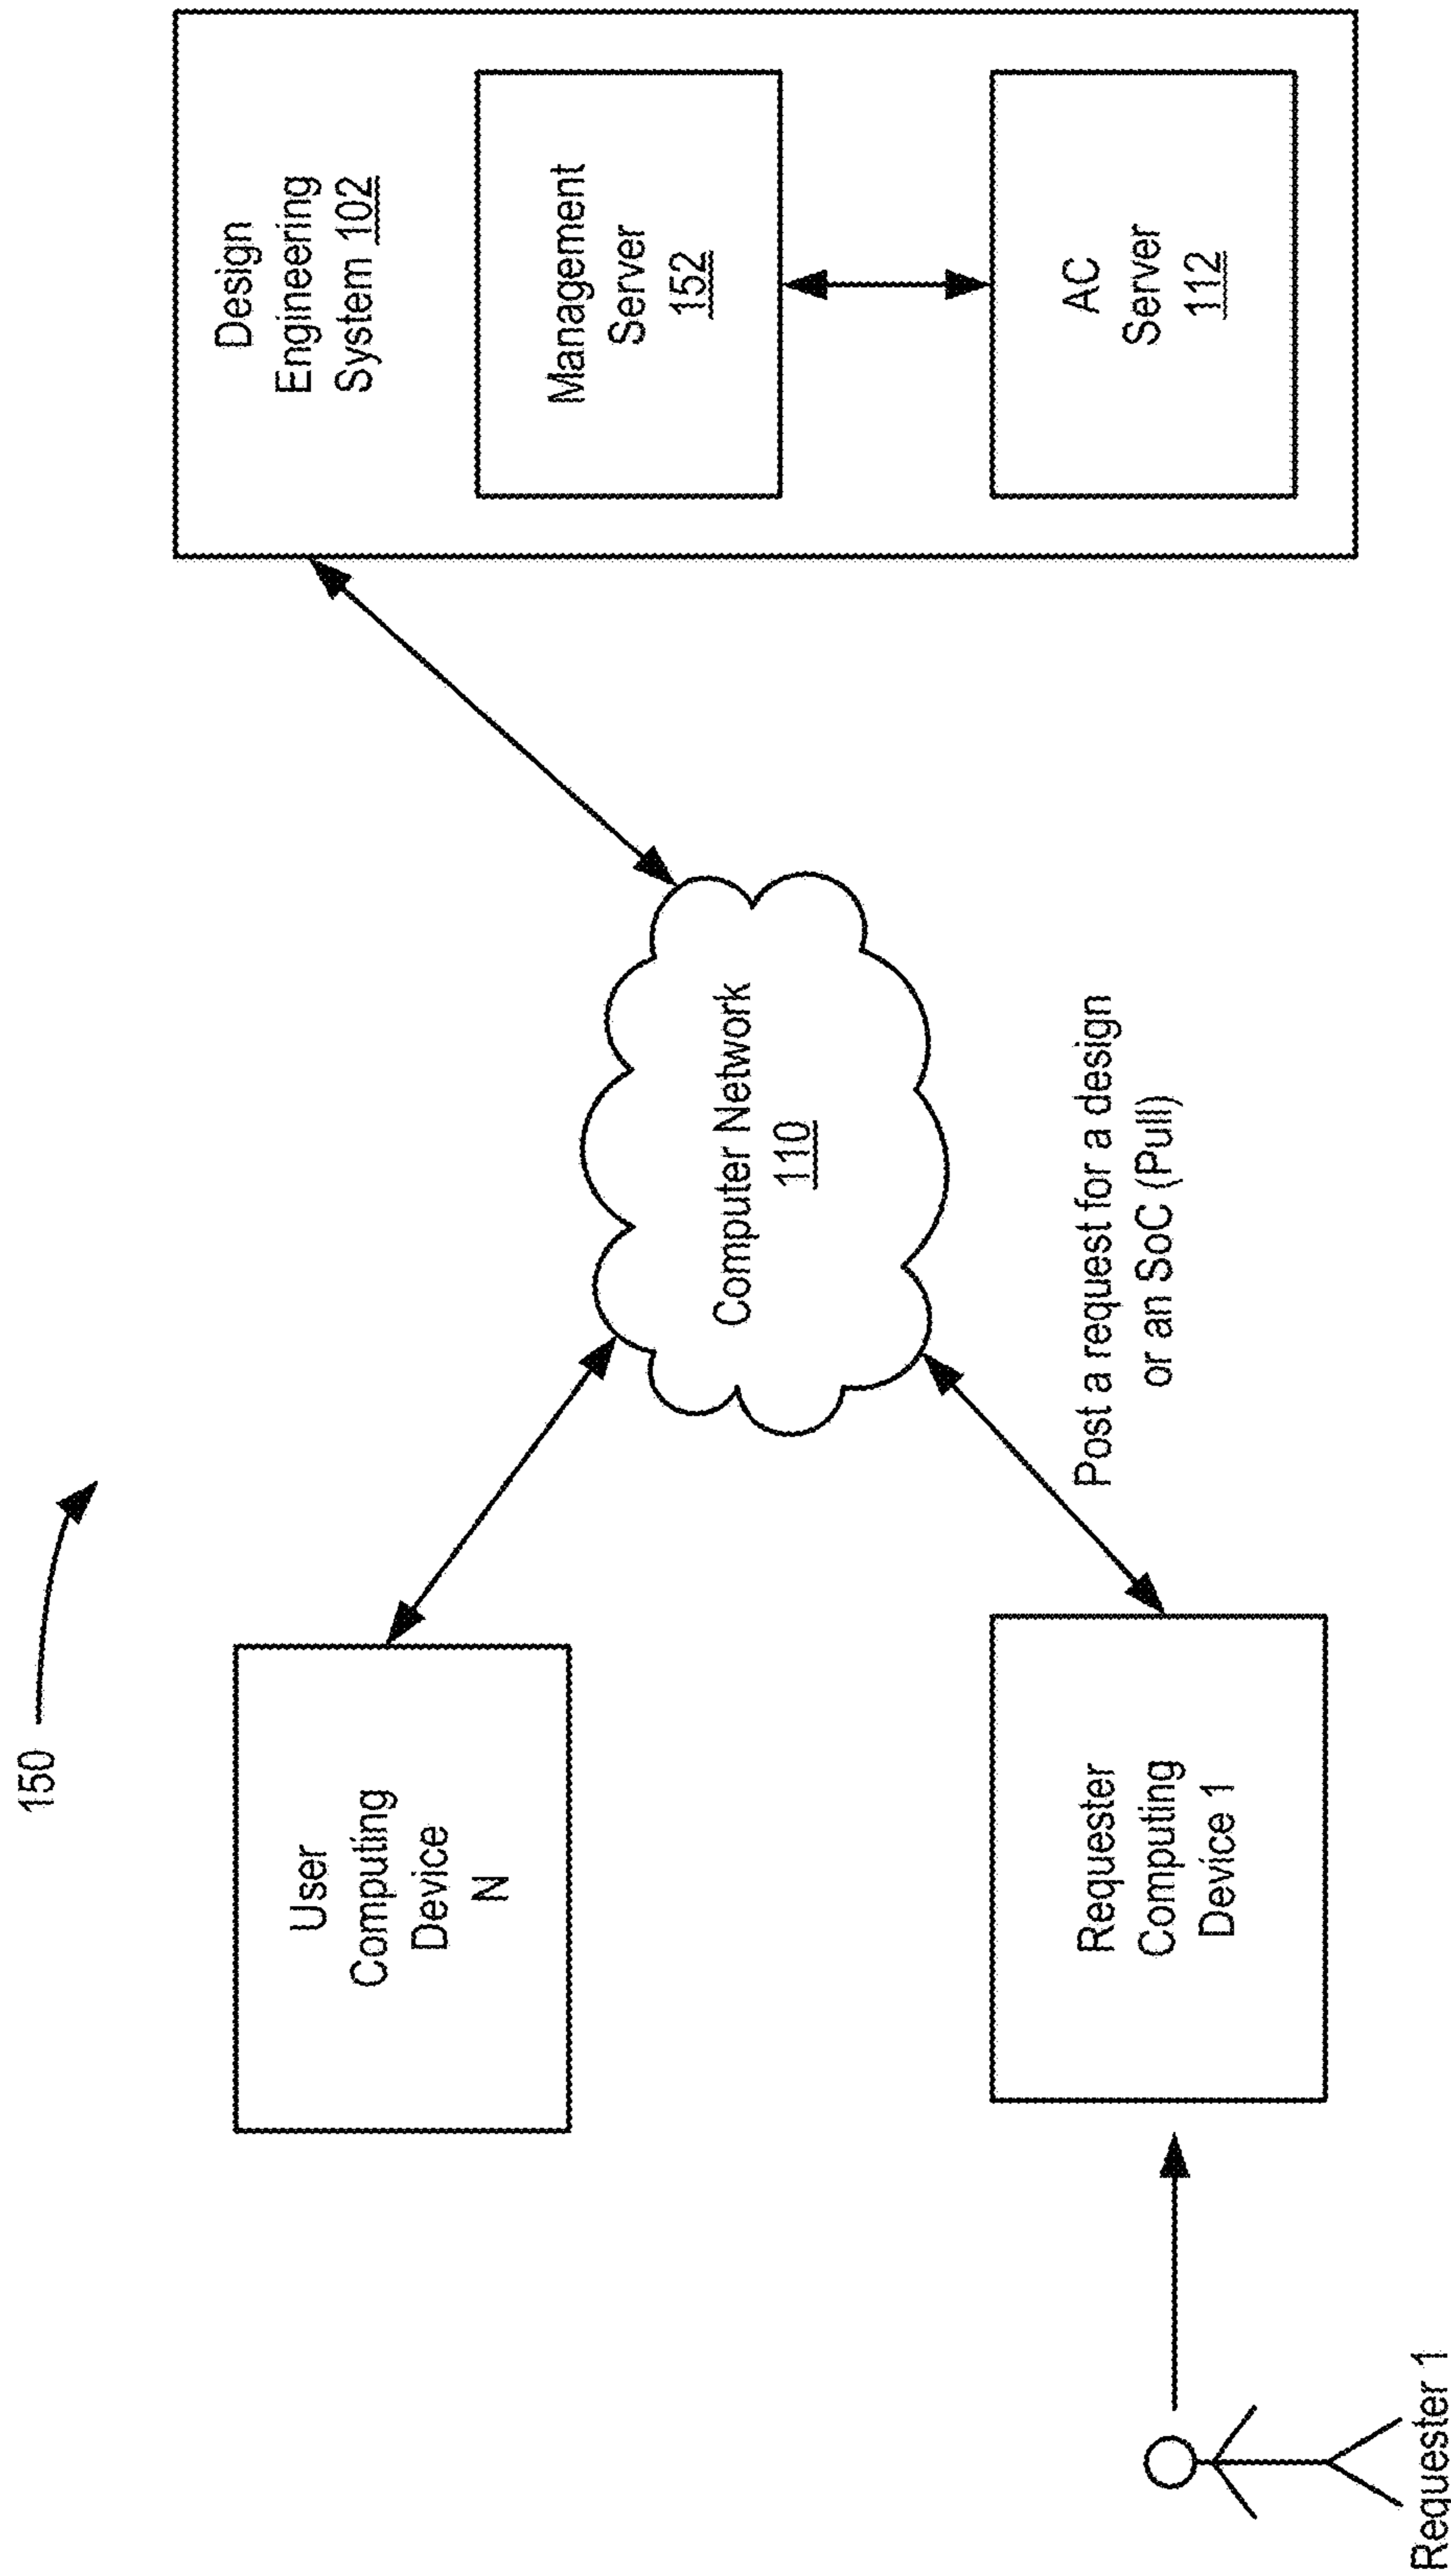 150
User
Computing
Device
N
Requester 1
Requester
Computing
Device 1
Computer Network
110
Post a request for a design
or an SoC (Pull)
Design
Engineering
System 102
Management
Server
152
AC
Server
112